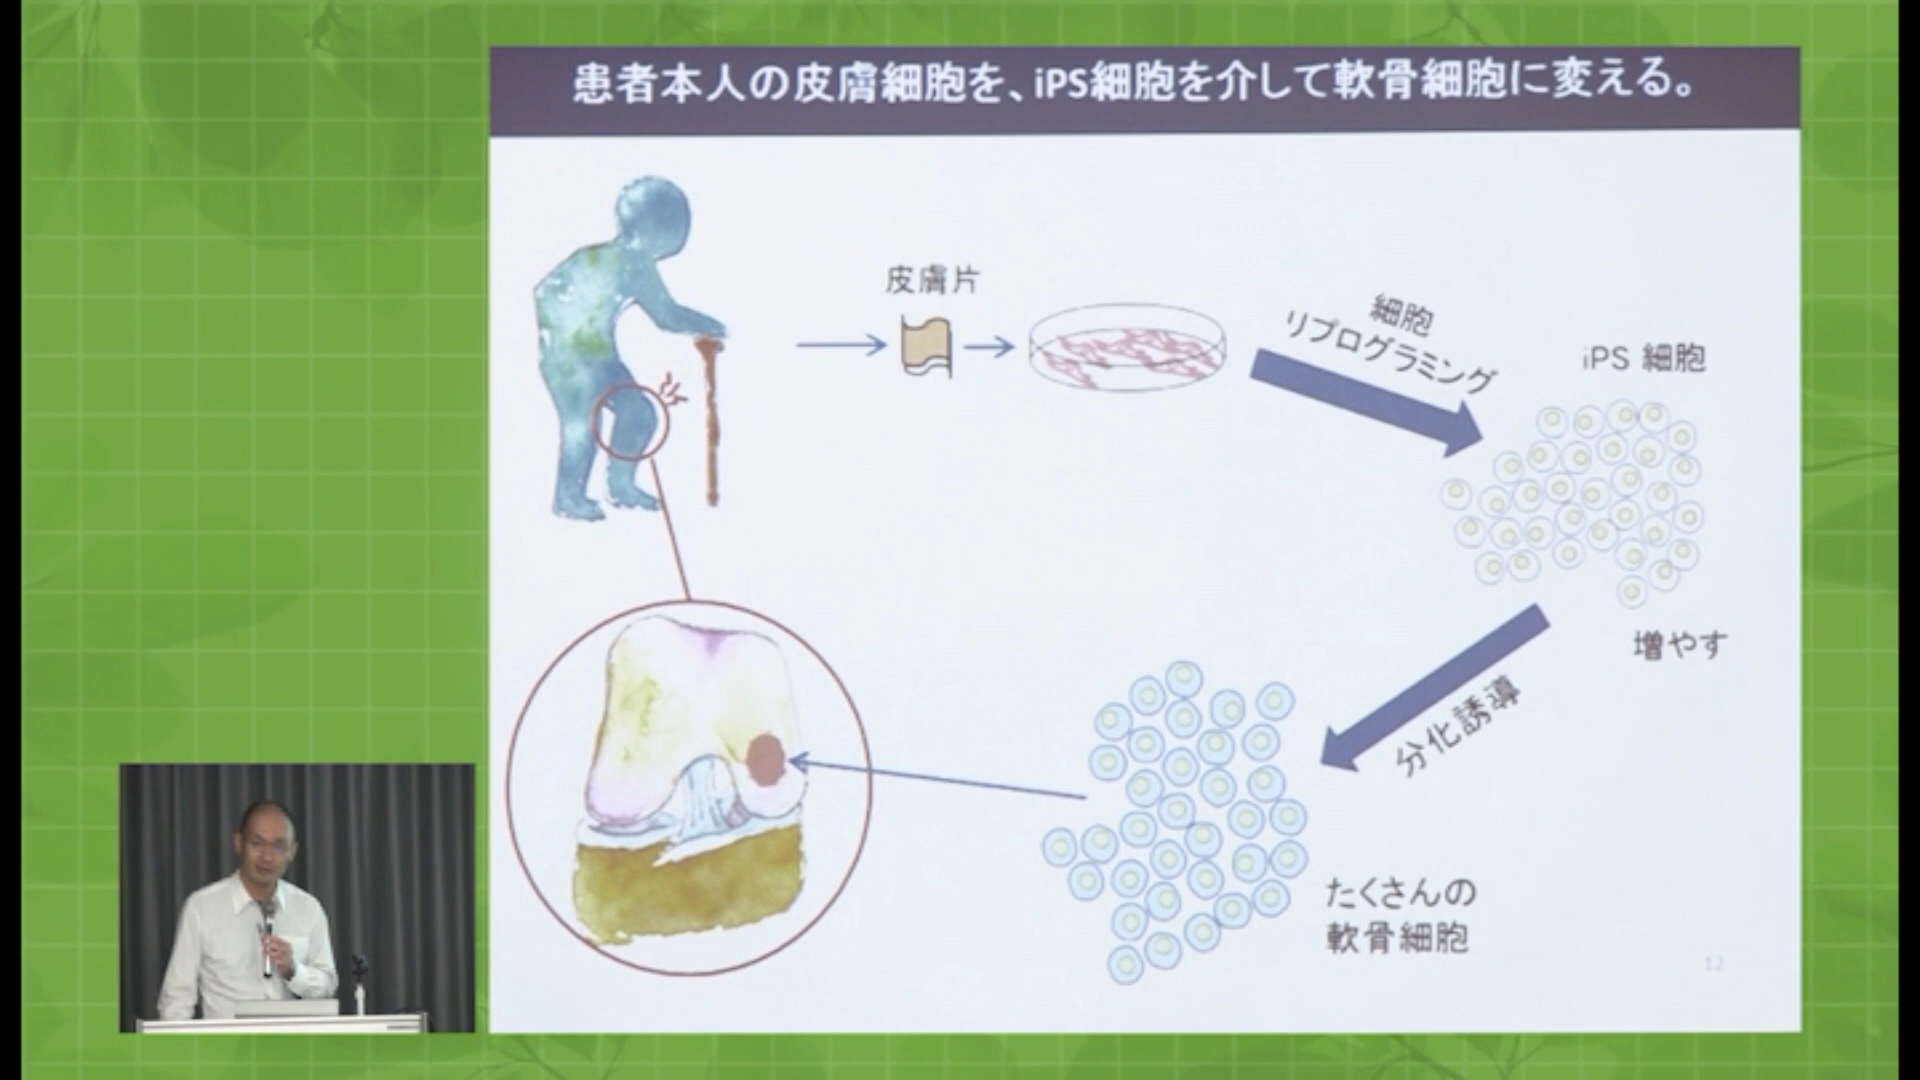 患者本人の皮膚細胞を、iPS細胞を介して軟骨細胞に変える。
皮膚片
細胞
リプログラミング
iPS 細胞
増やす
分化誘導
たくさんの
軟骨細胞
12